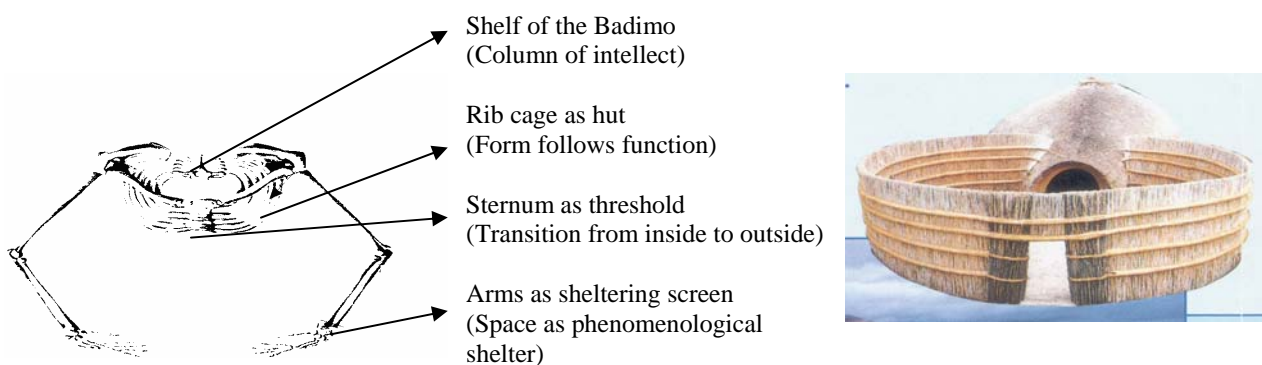 Shelf of the Badimo
(Column of intellect)
Rib cage as hut
(Form follows function)
Sternum as threshold
(Transition from inside to outside)
Arms as sheltering screen
(Space as phenomenological
shelter)